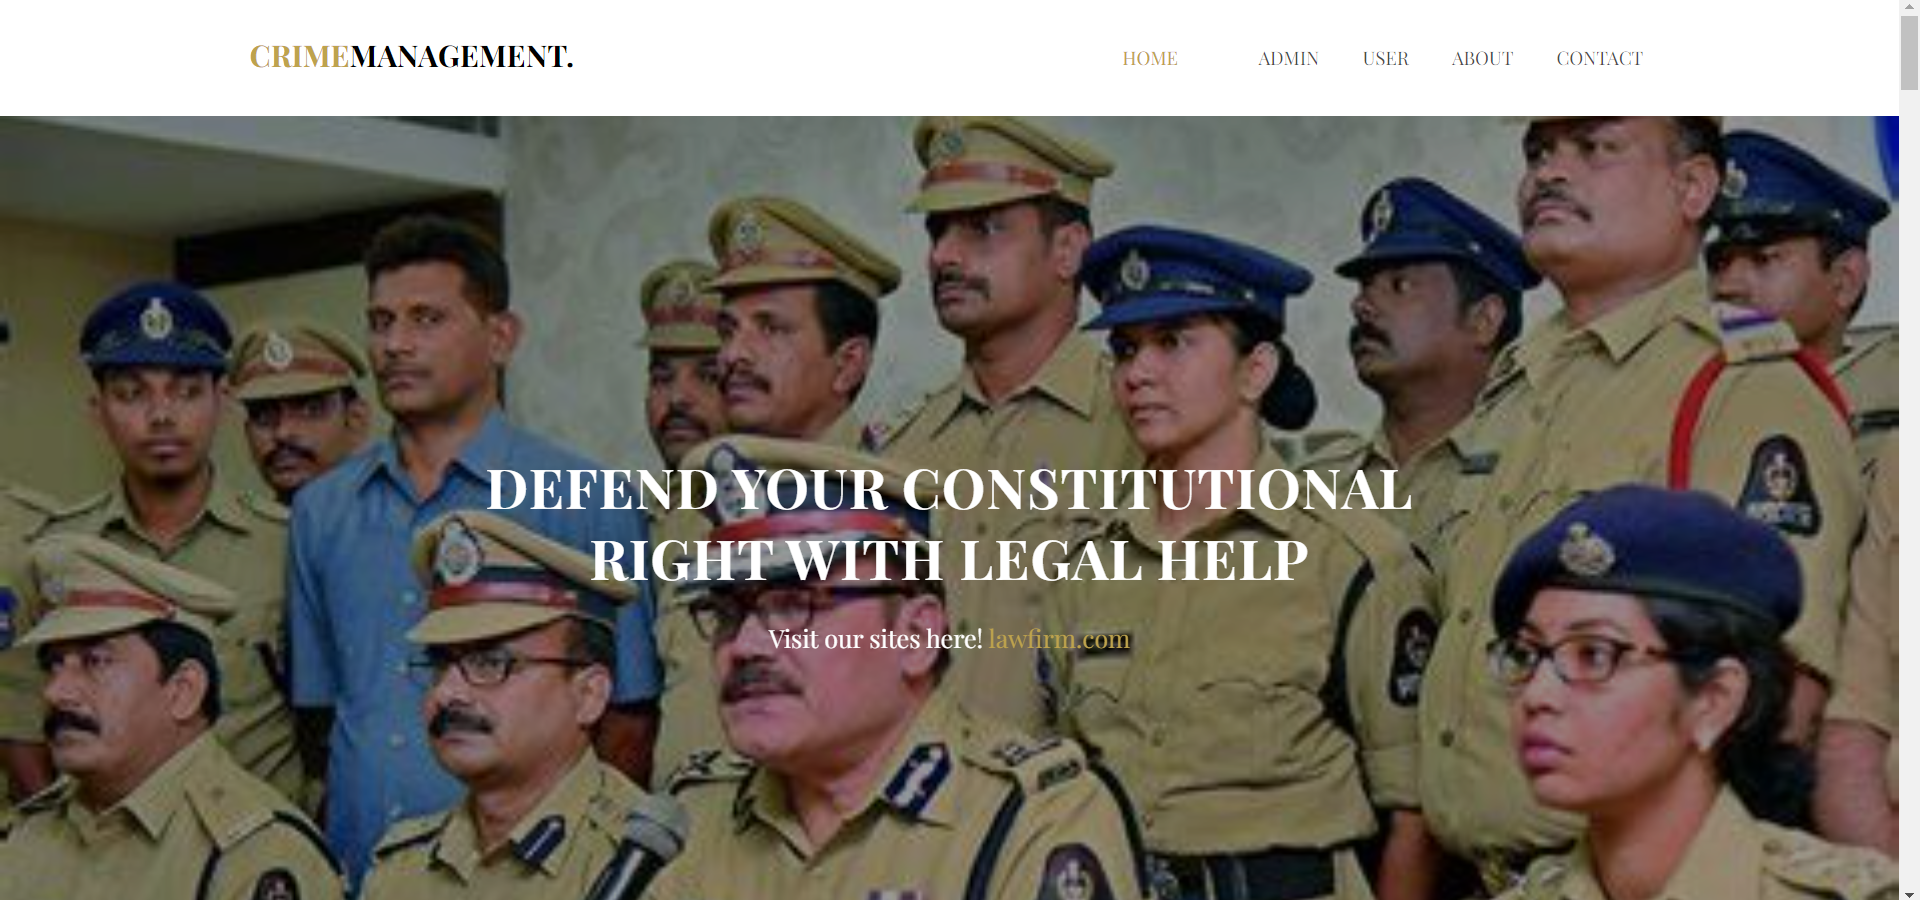 CRIMEMANAGEMENT.
HOME ADMIN USER ABOUT CONTACT
DEFEND YOUR CONSTITUTIONAL
RIGHT WITH LEGAL HELP
Visit our sites here! lawfirm.com